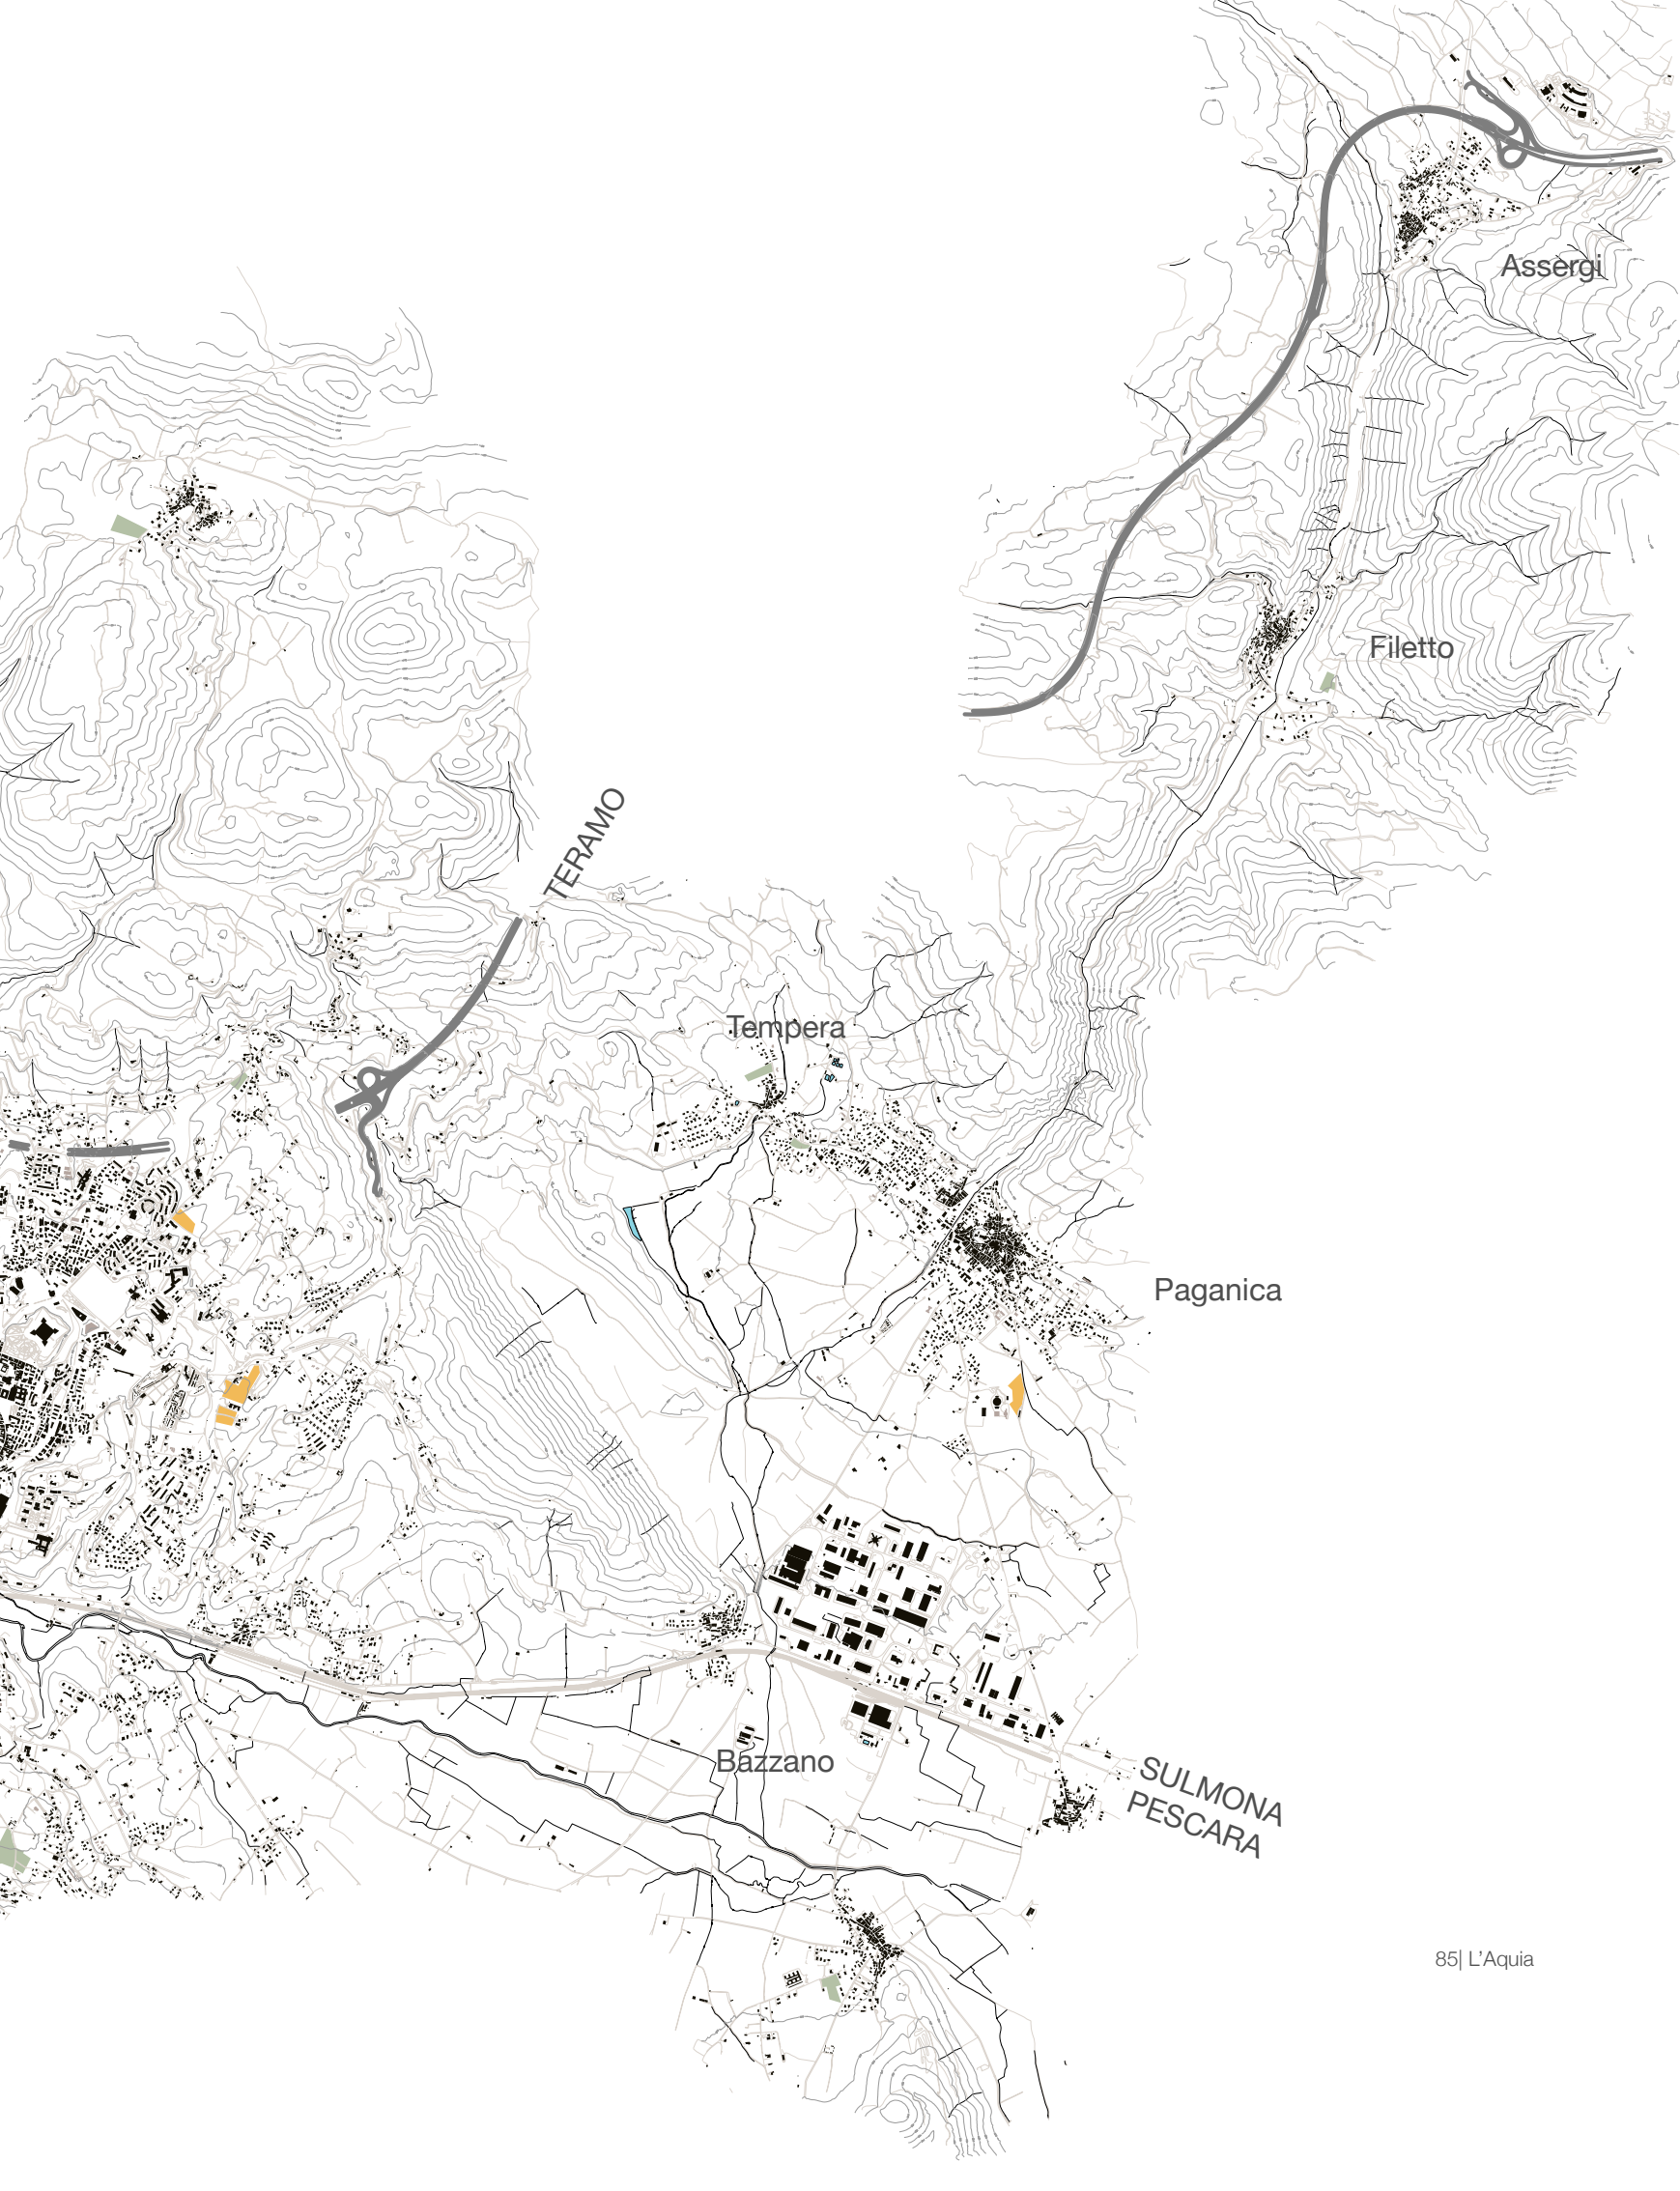 Assergi
Filetto
TERAMO
Tempera
Paganica
Bazzano
SULMONA
PESCARA
85| L'Aquia